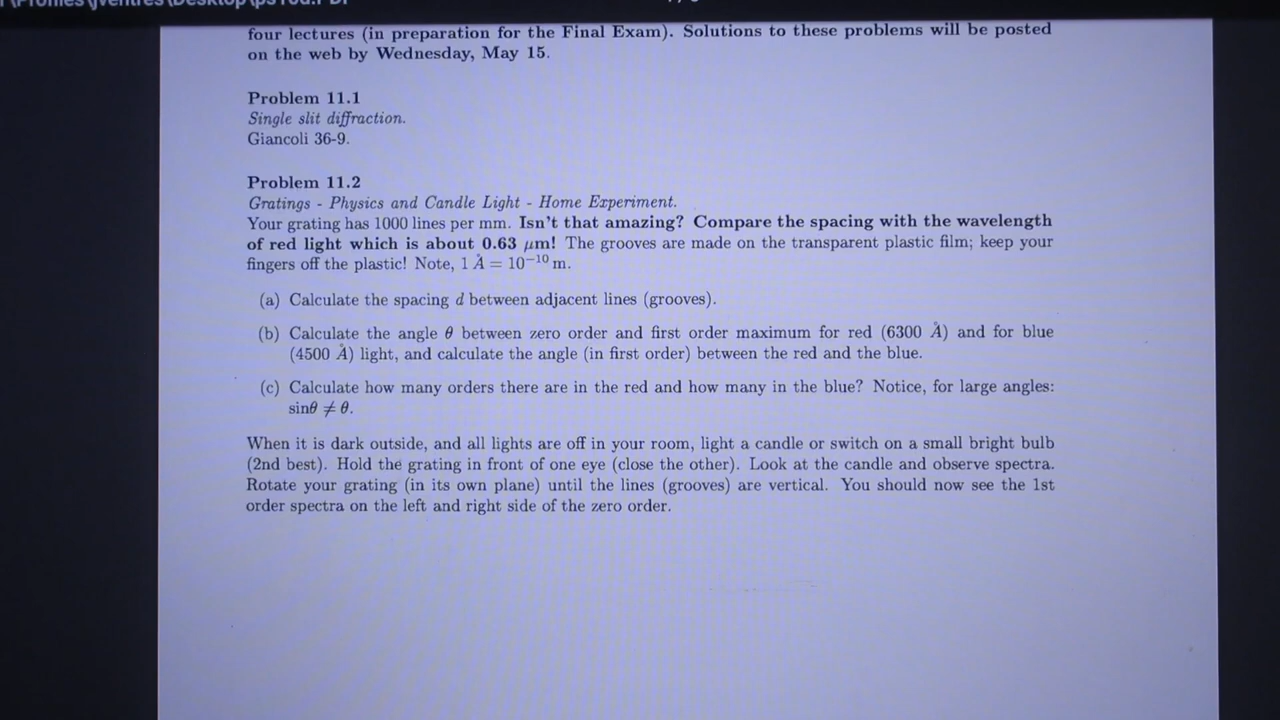 four lectures (in preparation for the Final Exam). Solutions to these problems will be posted
on the web by Wednesday, May 15.
Problem 11.1
Single slit diffraction.
Giancoli 36-9.
Problem 11.2
Gratings - Physics and Candle Light - Home Experiment.
Your grating has 1000 lines per mm. Isn't that amazing? Compare the spacing with the wavelength
of red light which is about 0.63 μm! The grooves are made on the transparent plastic film; keep your
fingers off the plastic! Note, 1 Å = 10⁻¹⁰ m.
(a) Calculate the spacing d between adjacent lines (grooves).
(b) Calculate the angle θ between zero order and first order maximum for red (6300 Å) and for blue
(4500 Å) light, and calculate the angle (in first order) between the red and the blue.
(c) Calculate how many orders there are in the red and how many in the blue? Notice, for large angles:
sinθ ≠ θ.
When it is dark outside, and all lights are off in your room, light a candle or switch on a small bright bulb
(2nd best). Hold the grating in front of one eye (close the other). Look at the candle and observe spectra.
Rotate your grating (in its own plane) until the lines (grooves) are vertical. You should now see the 1st
order spectra on the left and right side of the zero order.